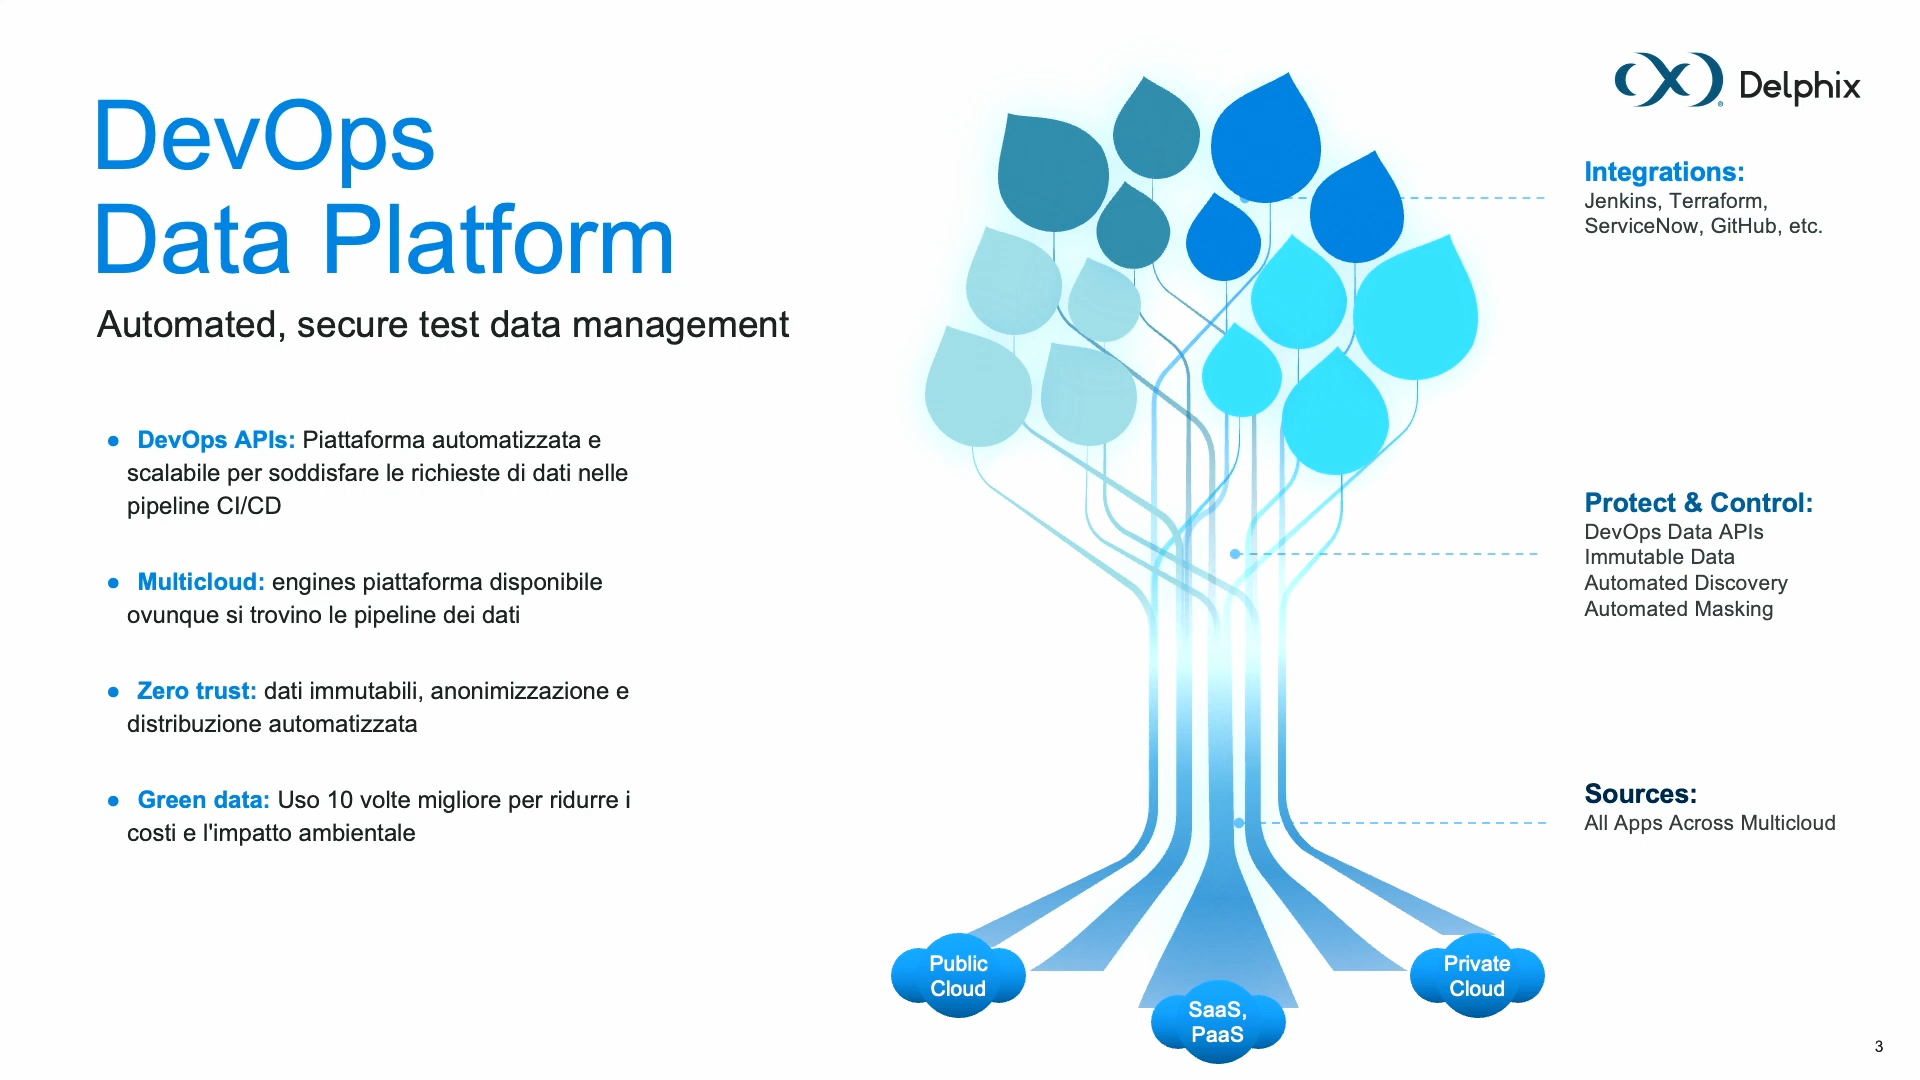 DevOps
Data Platform
Automated, secure test data management
● DevOps APIs: Piattaforma automatizzata e
scalabile per soddisfare le richieste di dati nelle
pipeline CI/CD
● Multicloud: engines piattaforma disponibile
ovunque si trovino le pipeline dei dati
● Zero trust: dati immutabili, anonimizzazione e
distribuzione automatizzata
● Green data: Uso 10 volte migliore per ridurre i
costi e l'impatto ambientale
Delphix
Integrations:
Jenkins, Terraform,
ServiceNow, GitHub, etc.
Protect & Control:
DevOps Data APIs
Immutable Data
Automated Discovery
Automated Masking
Sources:
All Apps Across Multicloud
Public
Cloud
SaaS,
PaaS
Private
Cloud
3